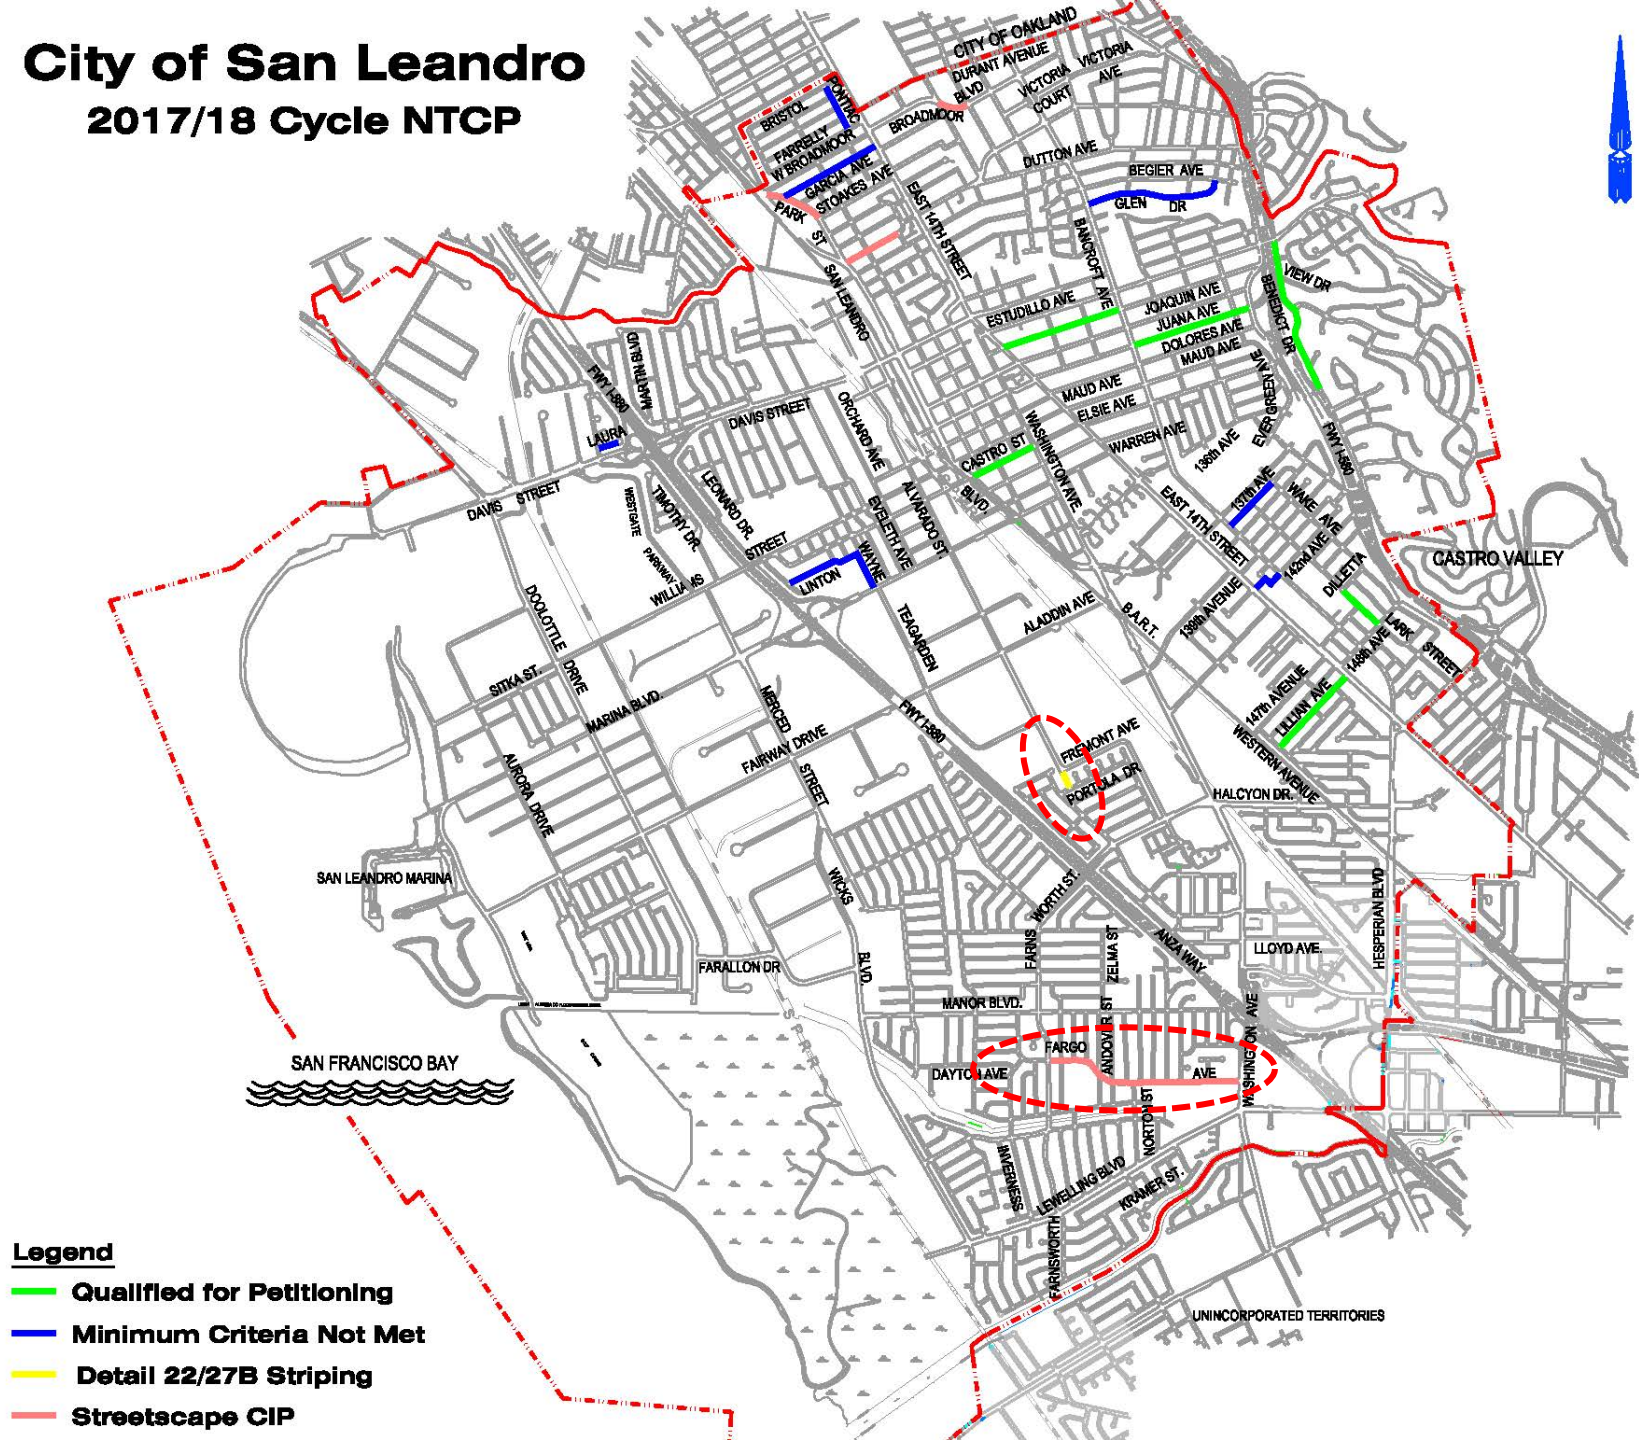 City of San Leandro
2017/18 Cycle NTCP
CITY OF OAKLAND
DURANT AVENUE
VICTORIA
AVE
BLVD
VICTORIA
COURT
BROADMOOR
PONTIAC
BRISTOL
FARRELLY
W BROADMOOR
GARCIA AVE
STOAKES AVE
PARK
ST
DUTTON AVE
BEGIER AVE
GLEN
DR
EAST 14TH STREET
BANCROFT AVE
SAN LEANDRO
VIEW DR
BENEDICT DR
ESTUDILLO AVE
JOAQUIN AVE
JUANA AVE
DOLORES AVE
MAUD AVE
MARTIN BLVD
FWY I-880
EVERGREEN AVE
MAUD AVE
ELSIE AVE
DAVIS STREET
ORCHARD AVE
WASHINGTON AVE
WARREN AVE
136th AVE
FWY I-580
LAURA
CASTRO ST
LEONARD DR.
DAVIS STREET
WESTGATE
PARKWAY
TIMOTHY DR.
BLVD.
ALVARADO ST.
EVELETH AVE
137th AVE
WAKE AVE
EAST 14TH STREET
142nd AVE
CASTRO VALLEY
STREET
WILLIAMS
LINTON
WAYNE
DILLETTA
139th AVENUE
B.A.R.T.
ALADDIN AVE
TEAGARDEN
DOOLOTTLE
DRIVE
LARK
STREET
148th AVE
SITKA ST.
MARINA BLVD.
MERCED
STREET
147th AVENUE
LILLIAN AVE
WESTERN AVENUE
FWY I-880
FAIRWAY DRIVE
FREMONT AVE
PORTOLA DR
AURORA DRIVE
HALCYON DR.
SAN LEANDRO MARINA
WICKS
BLVD.
FARNS WORTH ST.
HESPERIAN BLVD
ZELMA ST
ANZA WAY
LLOYD AVE.
FARALLON DR
MANOR BLVD.
ANDOVER ST
WASHINGTON AVE
FARGO
AVE
DAYTON AVE
SAN FRANCISCO BAY
NORTON ST
INVERNESS
LEWELLING BLVD
KRAMER ST.
FARNSWORTH
UNINCORPORATED TERRITORIES
Legend
Qualified for Petitioning
Minimum Criteria Not Met
Detail 22/27B Striping
Streetscape CIP